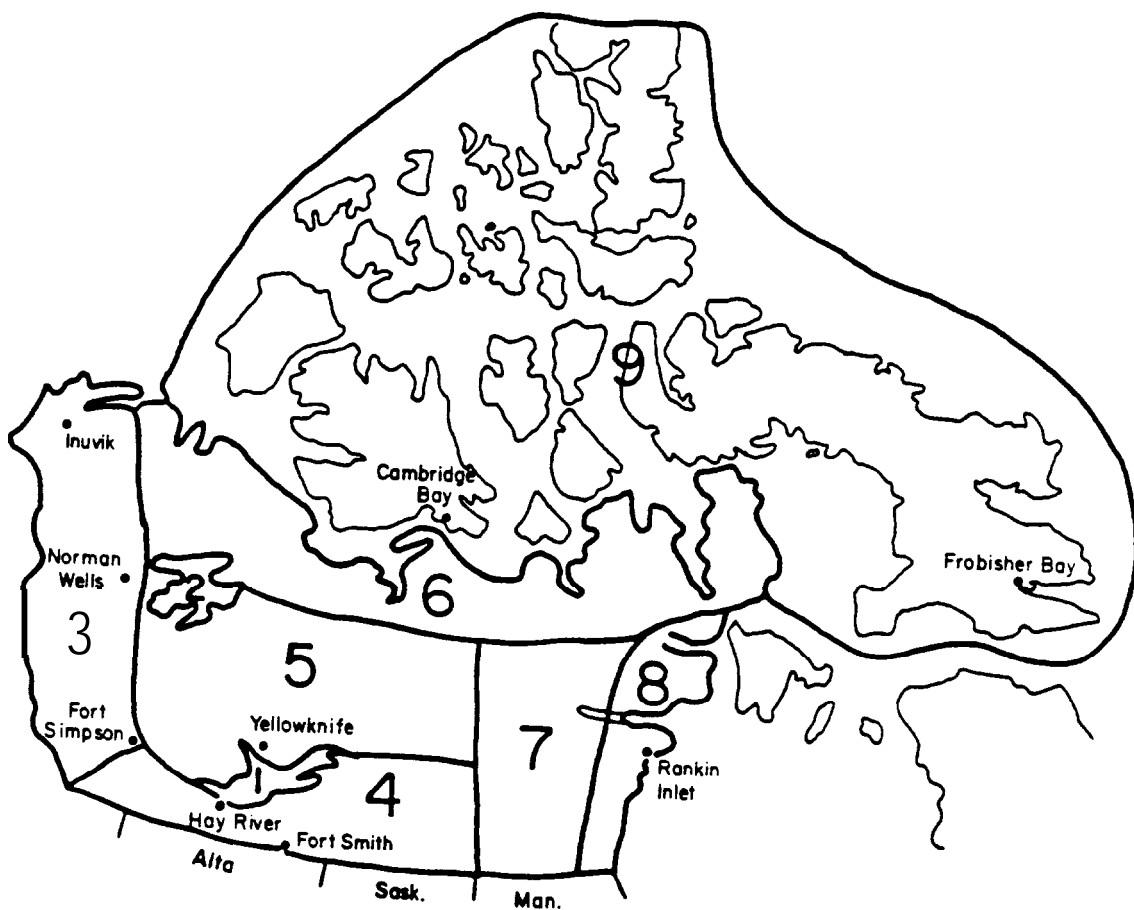 9
Inuvik
Cambridge
Bay
Norman
Wells
2
Frobisher Bay
6
3
5
8
Fort
Simpson
Yellowknife
7
1
4
Rankin
Inlet
Hay River
Fort Smith
Alta
Sask.
Man.